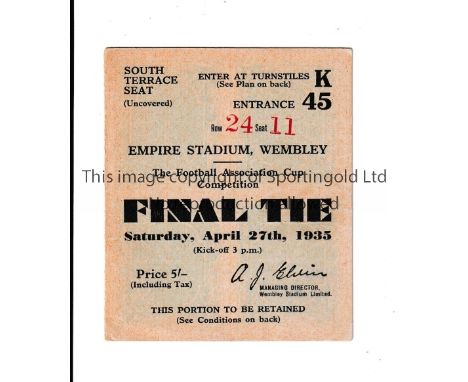 SOUTH TERRACE SEAT
(Uncovered)
ENTER AT TURNSTILES K
(See Plan on back)
ENTRANCE 45
Row 24 Seat 11
EMPIRE STADIUM, WEMBLEY
The Football Association Cup
Competition
This image copyright of Sportingold Ltd
FINAL TIE
Saturday, April 27th, 1935
(Kick-off 3 p.m.)
Price 5/-
(Including Tax)
A. J. Elvin
MANAGING DIRECTOR,
Wembley Stadium Limited.
THIS PORTION TO BE RETAINED
(See Conditions on back)